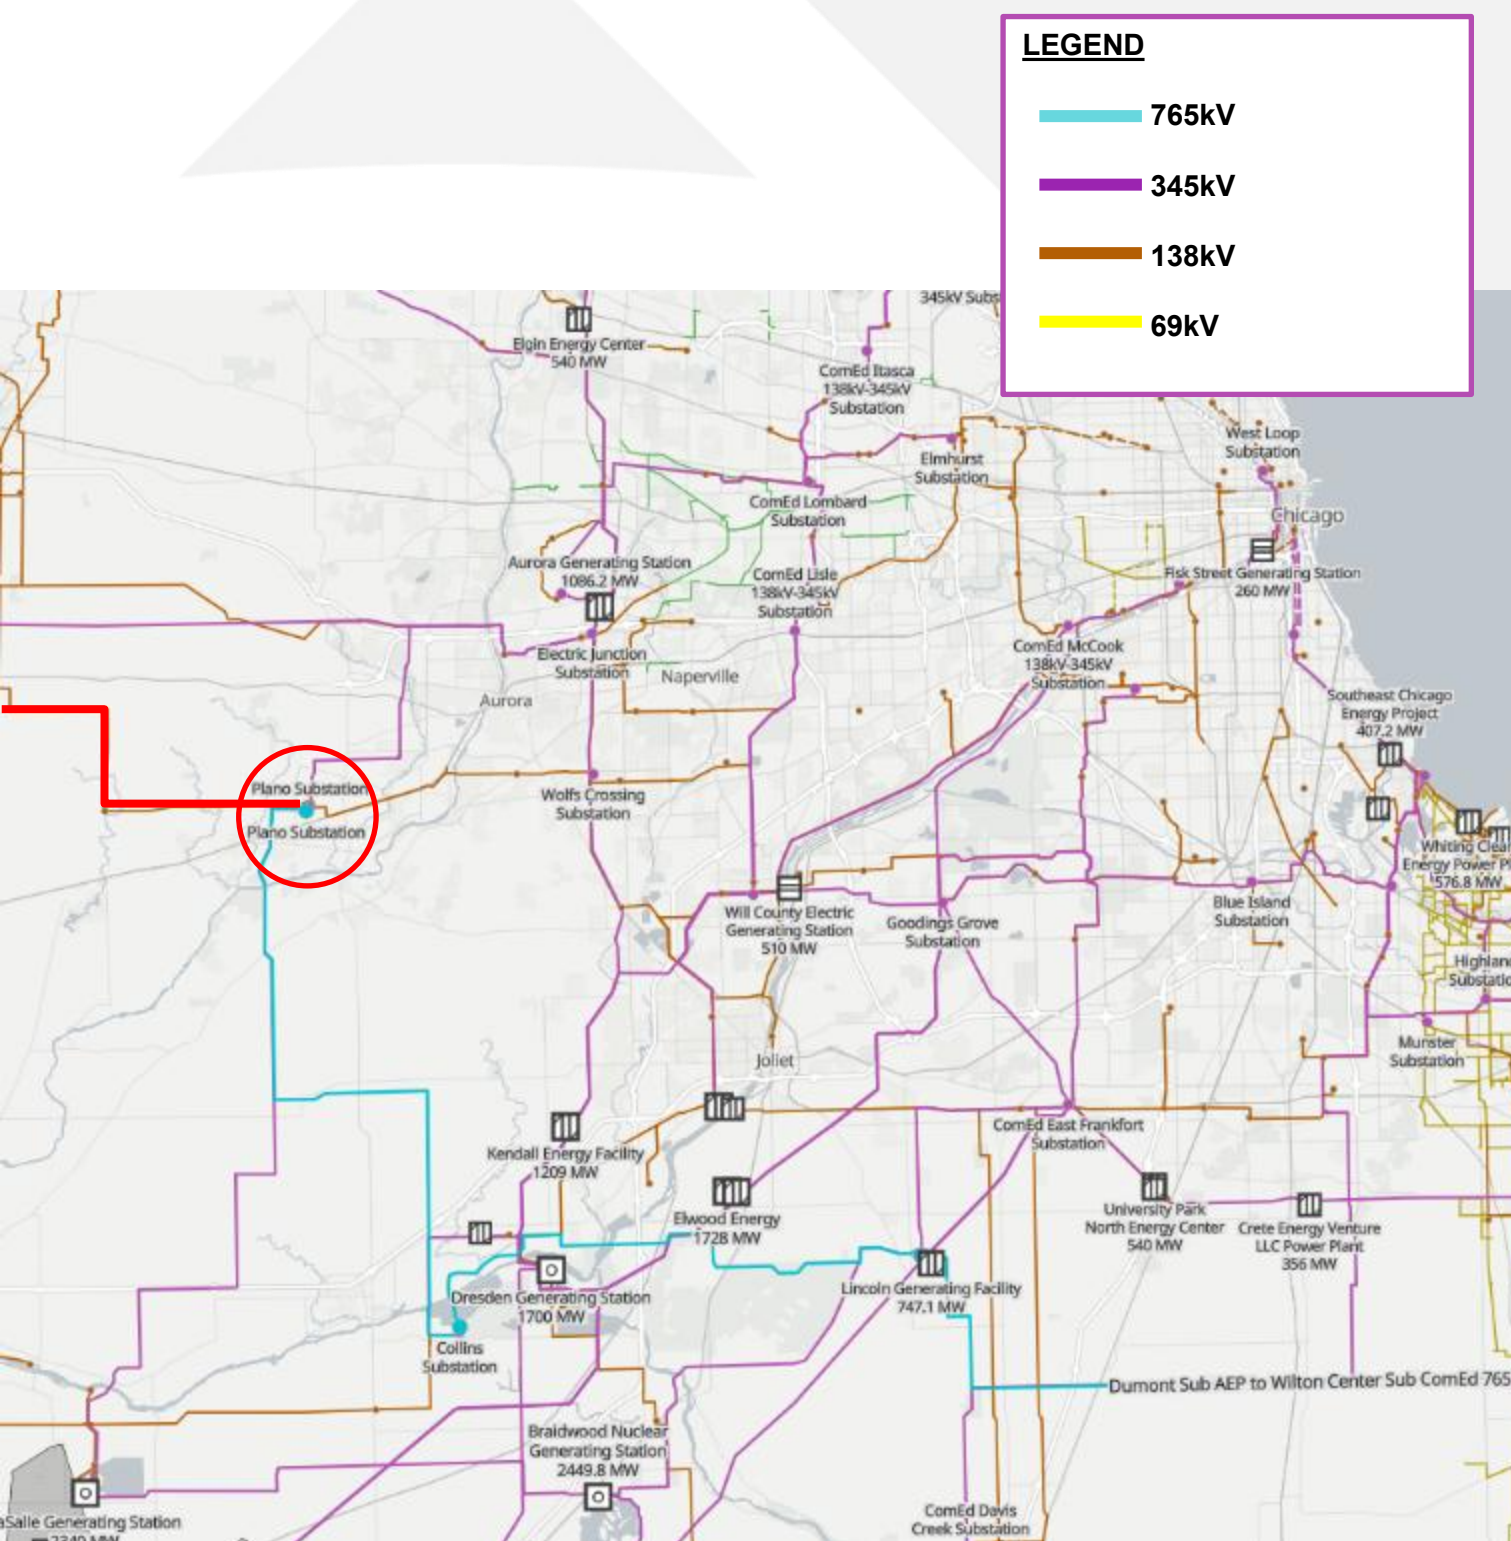 LEGEND
765kV
345kV
138kV
69kV
345kV Subs
Elgin Energy Center
540 MW
ComEd Itasca
138kV-345kV
Substation
West Loop
Substation
Elmhurst
Substation
ComEd Lombard
Substation
Chicago
Aurora Generating Station
1086.2 MW
ComEd Lisle
138kV-345kV
Substation
Fisk Street Generating Station
260 MW
Electric Junction
Substation
Naperville
ComEd McCook
138kV-345kV
Substation
Aurora
Southeast Chicago
Energy Project
407.2 MW
Plano Substation
Plano Substation
Wolfs Crossing
Substation
Whiting Clea
Energy Power P
576.8 MW
Will County Electric
Generating Station
510 MW
Goodings Grove
Substation
Blue Island
Substation
Highlan
Substatio
Joliet
Munster
Substation
ComEd East Frankfort
Substation
Kendall Energy Facility
1209 MW
Elwood Energy
1728 MW
University Park
North Energy Center
540 MW
Crete Energy Venture
LLC Power Plant
356 MW
Dresden Generating Station
1700 MW
Lincoln Generating Facility
747.1 MW
Collins
Substation
Dumont Sub AEP to Wilton Center Sub ComEd 765
Braidwood Nuclear
Generating Station
2449.8 MW
aSalle Generating Station
ComEd Davis
Creek Substation